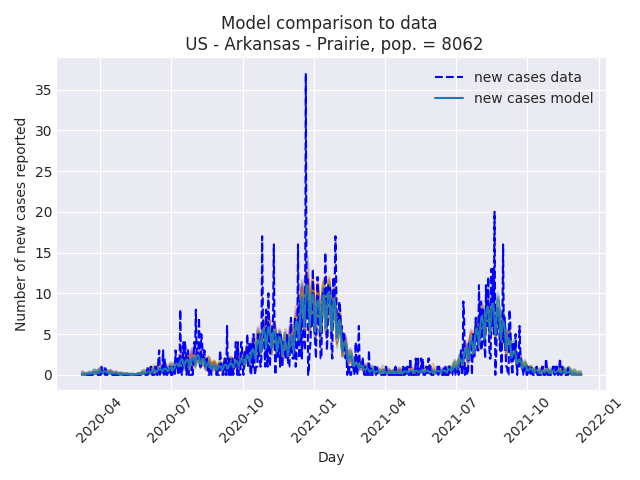 Model comparison to data
US - Arkansas - Prairie, pop. = 8062
new cases data
new cases model
Number of new cases reported
35
30
25
20
15
10
5
0
2020-04
2020-07
2020-10
2021-01
2021-04
2021-07
2021-10
2022-01
Day